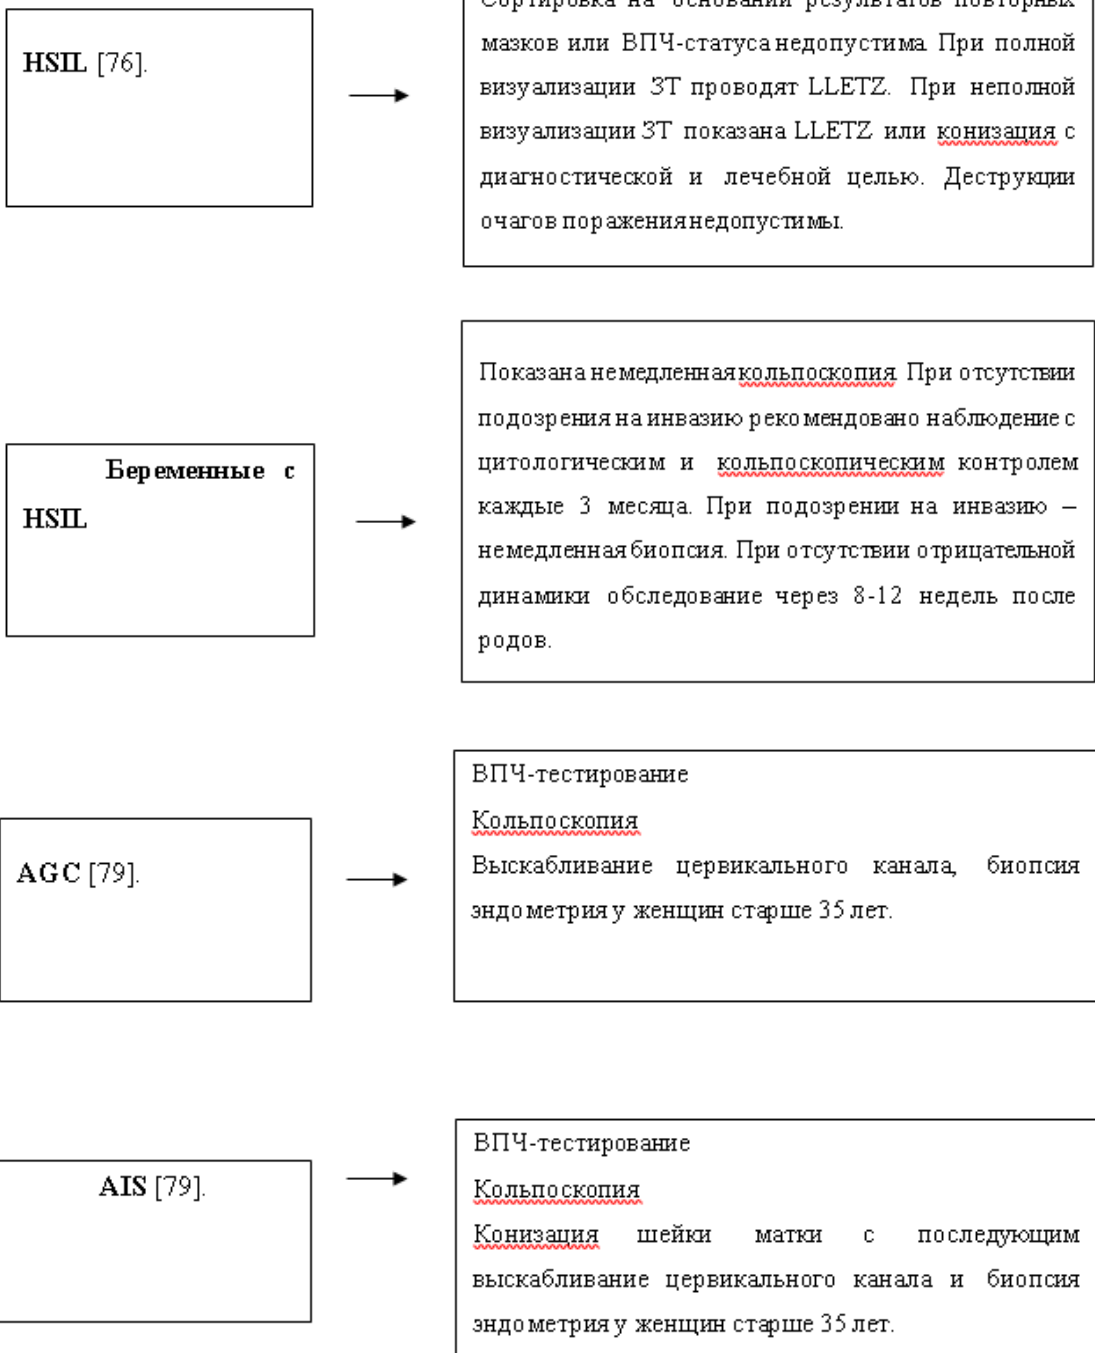 HSIL [76].
Сортировка на основании результатов повторных
мазков или ВПЧ-статуса недопустима. При полной
визуализации ЗТ проводят LLETZ. При неполной
визуализации ЗТ показана LLETZ или конизация с
диагностической и лечебной целью. Деструкции
очагов поражения недопустимы.
Беременные с
HSIL
Показана немедленная кольпоскопия. При отсутствии
подозрения на инвазию рекомендовано наблюдение с
цитологическим и кольпоскопическим контролем
каждые 3 месяца. При подозрении на инвазию –
немедленная биопсия. При отсутствии отрицательной
динамики обследование через 8-12 недель после
родов.
AGC [79].
ВПЧ-тестирование
Кольпоскопия
Выскабливание цервикального канала, биопсия
эндометрия у женщин старше 35 лет.
AIS [79].
ВПЧ-тестирование
Кольпоскопия
Конизация шейки матки с последующим
выскабливание цервикального канала и биопсия
эндометрия у женщин старше 35 лет.